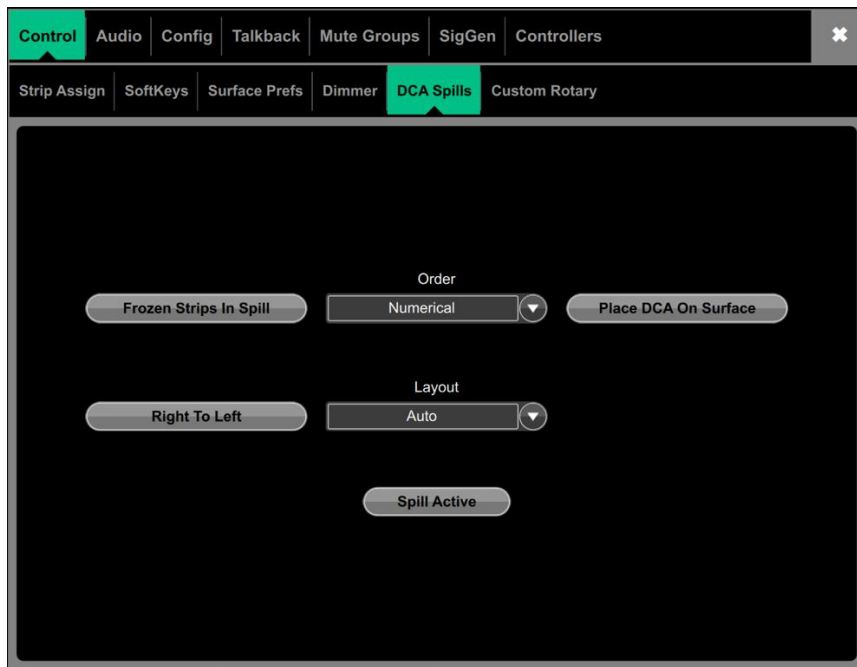 Control Audio Config Talkback Mute Groups SigGen Controllers
Strip Assign SoftKeys Surface Prefs Dimmer DCA Spills Custom Rotary
Order
Frozen Strips In Spill Numerical Place DCA On Surface
Layout
Right To Left Auto
Spill Active